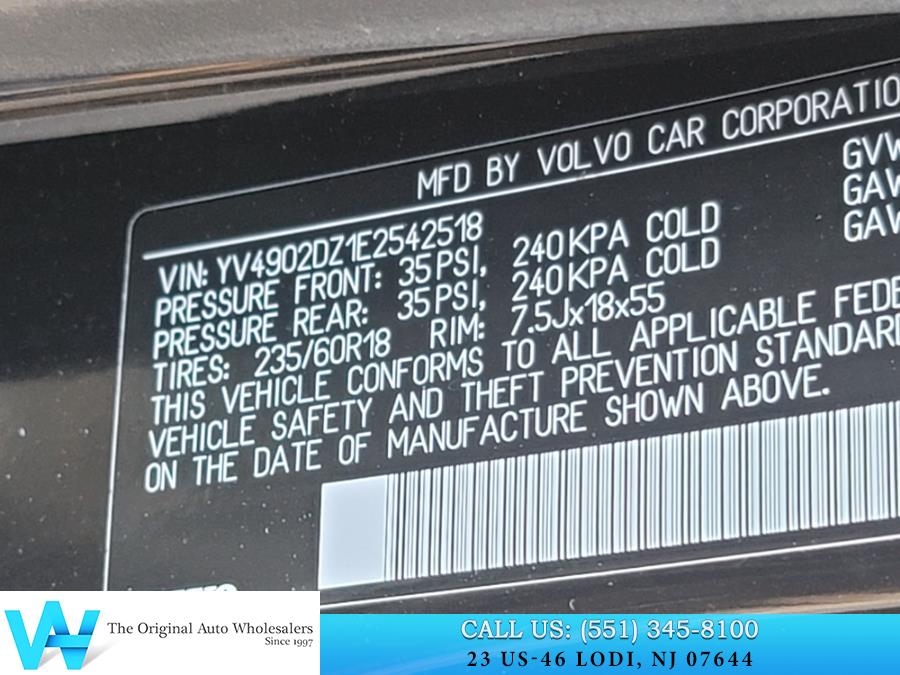 MFD BY VOLVO CAR CORPORATIO
VIN: YV4902DZ1E2542518
PRESSURE FRONT: 35PSI, 240KPA COLD
PRESSURE REAR: 35PSI, 240KPA COLD
TIRES: 235/60R18 RIM: 7.5Jx18x55
GVW
GAW
GAW
THIS VEHICLE CONFORMS TO ALL APPLICABLE FEDE
VEHICLE SAFETY AND THEFT PREVENTION STANDARD
ON THE DATE OF MANUFACTURE SHOWN ABOVE.
The Original Auto Wholesalers
Since 1997
CALL US: (551) 345-8100
23 US-46 LODI, NJ 07644